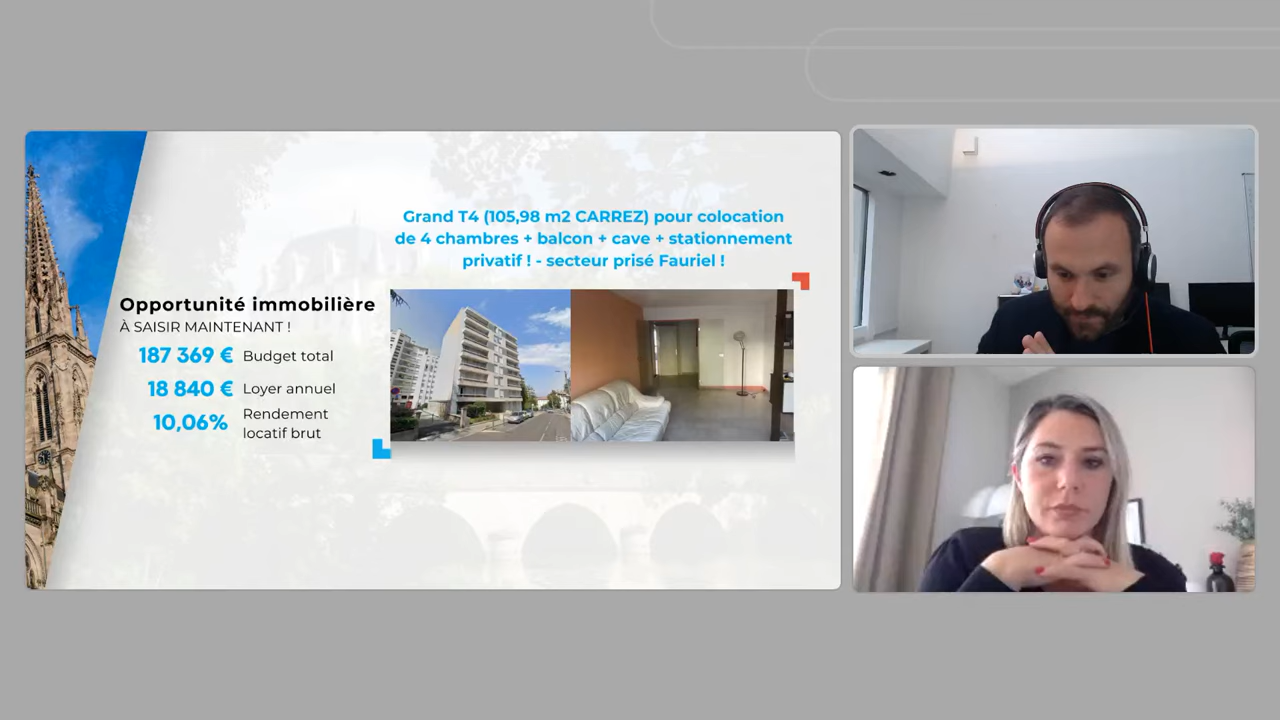 Grand T4 (105,98 m2 CARREZ) pour colocation
de 4 chambres + balcon + cave + stationnement
privatif ! - secteur prisé Fauriel !
Opportunité immobilière
À SAISIR MAINTENANT !
187 369 € Budget total
18 840 € Loyer annuel
10,06% Rendement
locatif brut